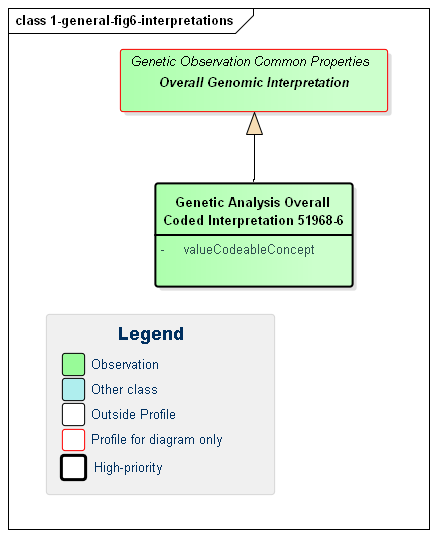 class 1-general-fig6-interpretations
Genetic Observation Common Properties
Overall Genomic Interpretation
Genetic Analysis Overall
Coded Interpretation 51968-6
- valueCodeableConcept
Legend
Observation
Other class
Outside Profile
Profile for diagram only
High-priority